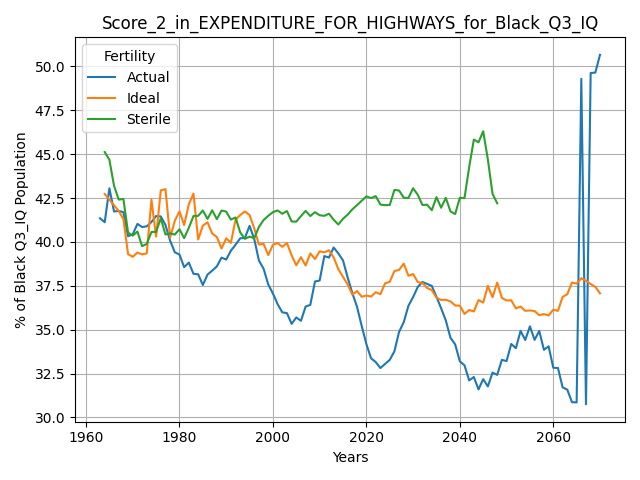 Score_2_in_EXPENDITURE_FOR_HIGHWAYS_for_Black_Q3_IQ
Fertility
Actual
Ideal
Sterile
% of Black Q3_IQ Population
50.0
47.5
45.0
42.5
40.0
37.5
35.0
32.5
30.0
1960
1980
2000
2020
2040
2060
Years